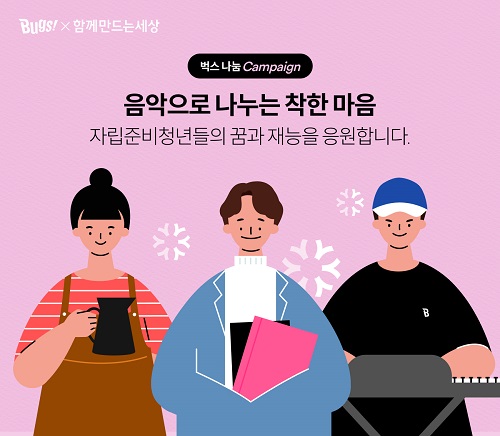 Bugs! × 함께만드는세상
벅스 나눔 Campaign
음악으로 나누는 착한 마음
자립준비청년들의 꿈과 재능을 응원합니다.
B